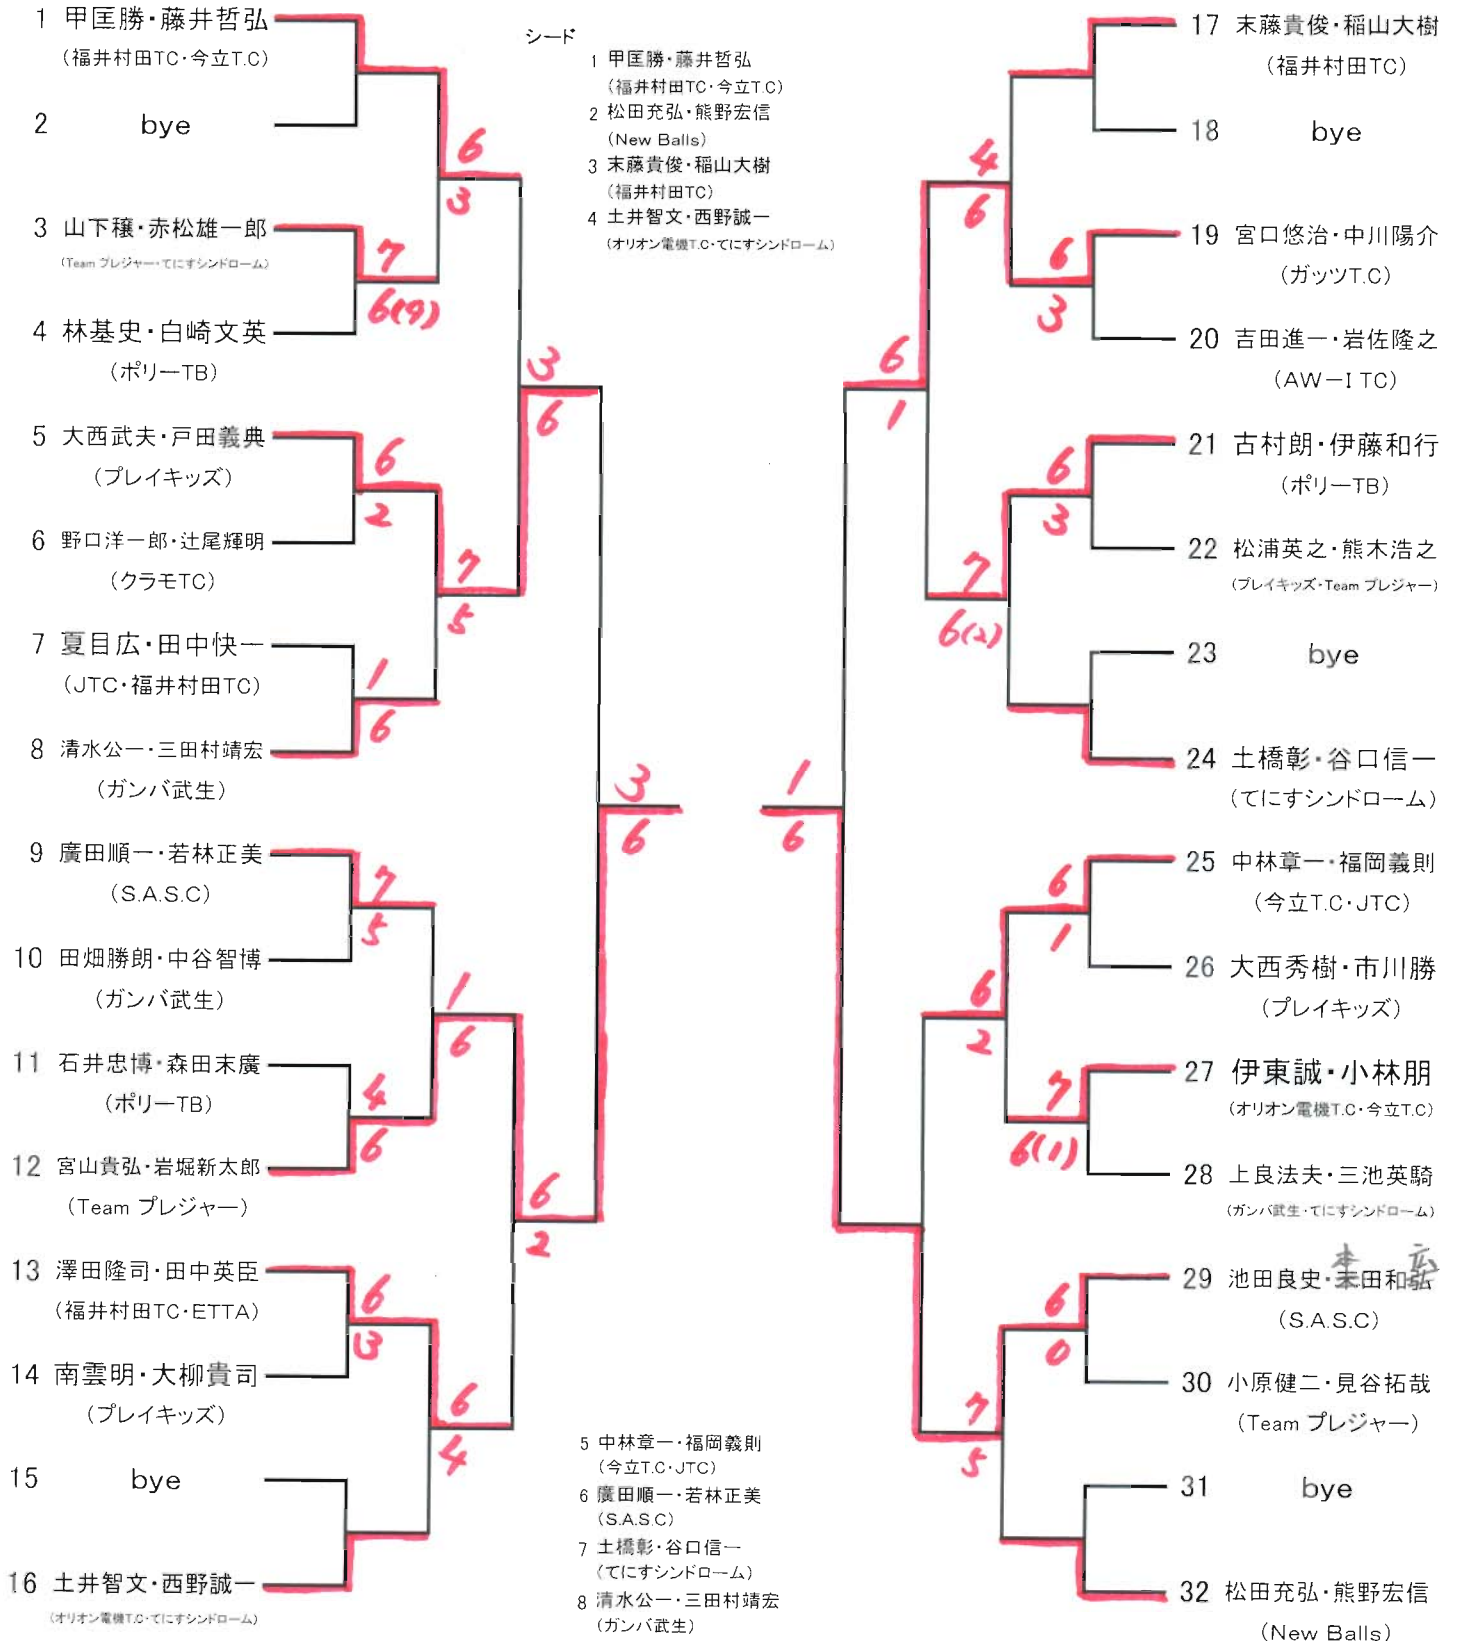 1 甲匡勝・藤井哲弘
(福井村田TC・今立T.C)
2 bye
6
3
3 山下穣・赤松雄一郎
(Team プレジャー・てにすシンドローム)
7
6(9)
4 林基史・白崎文英
(ポリーTB)
3
6
5 大西武夫・戸田義典
(プレイキッズ)
6
2
6 野口洋一郎・辻尾輝明
(クラモTC)
7
5
7 夏目広・田中快一
(JTC・福井村田TC)
1
6
8 清水公一・三田村靖宏
(ガンバ武生)
3
6
9 廣田順一・若林正美
(S.A.S.C)
7
5
10 田畑勝朗・中谷智博
(ガンバ武生)
1
6
11 石井忠博・森田末廣
(ポリーTB)
4
6
12 宮山貴弘・岩堀新太郎
(Team プレジャー)
6
2
13 澤田隆司・田中英臣
(福井村田TC・ETTA)
6
3
14 南雲明・大柳貴司
(プレイキッズ)
6
4
15 bye
16 土井智文・西野誠一
(オリオン電機T.C・てにすシンドローム)
シード
1 甲匡勝・藤井哲弘
(福井村田TC・今立T.C)
2 松田充弘・熊野宏信
(New Balls)
3 末藤貴俊・稲山大樹
(福井村田TC)
4 土井智文・西野誠一
(オリオン電機T.C・てにすシンドローム)
5 中林章一・福岡義則
(今立T.C・JTC)
6 廣田順一・若林正美
(S.A.S.C)
7 土橋彰・谷口信一
(てにすシンドローム)
8 清水公一・三田村靖宏
(ガンバ武生)
17 末藤貴俊・稲山大樹
(福井村田TC)
18 bye
4
6
19 宮口悠治・中川陽介
(ガッツT.C)
6
3
20 吉田進一・岩佐隆之
(AW-I TC)
6
1
21 古村朗・伊藤和行
(ポリーTB)
6
3
22 松浦英之・熊木浩之
(プレイキッズ・Team プレジャー)
7
6(2)
23 bye
24 土橋彰・谷口信一
(てにすシンドローム)
1
6
25 中林章一・福岡義則
(今立T.C・JTC)
6
1
26 大西秀樹・市川勝
(プレイキッズ)
6
2
27 伊東誠・小林朋
(オリオン電機T.C・今立T.C)
7
6(1)
28 上良法夫・三池英騎
(ガンバ武生・てにすシンドローム)
広
29 池田良史・田和
(S.A.S.C)
6
0
30 小原健二・見谷拓哉
(Team プレジャー)
7
5
31 bye
32 松田充弘・熊野宏信
(New Balls)